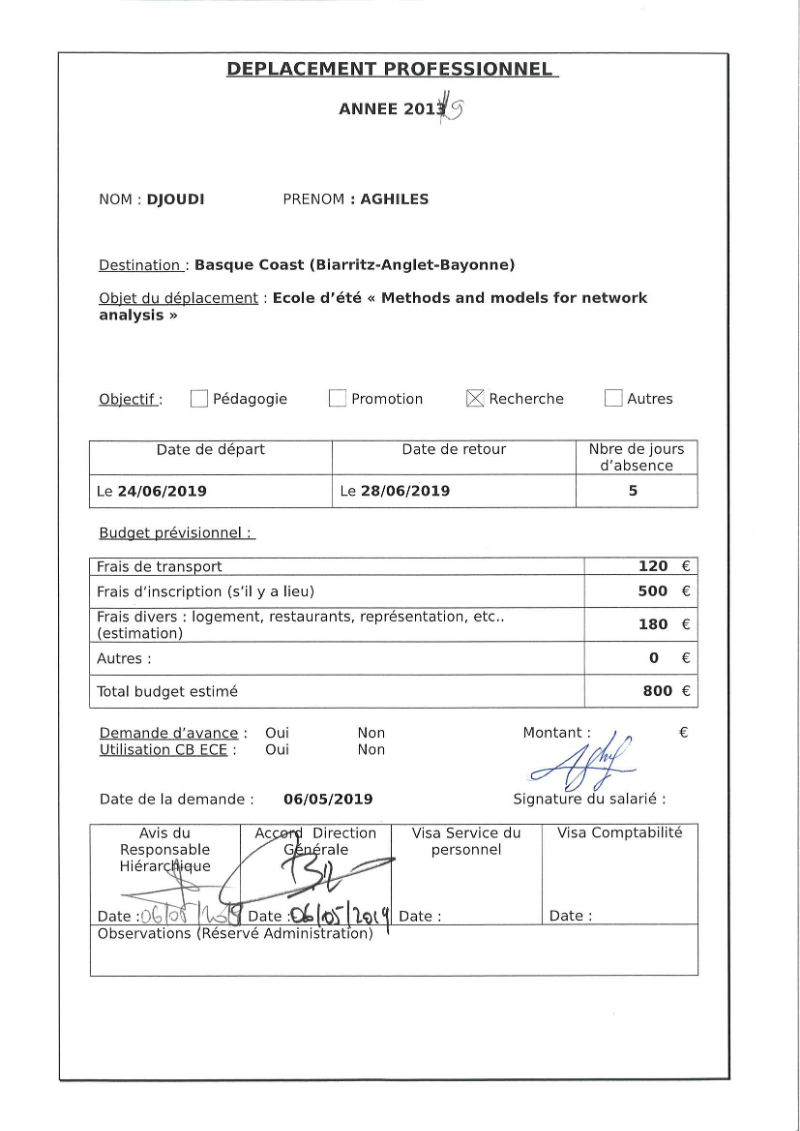 DEPLACEMENT PROFESSIONNEL
ANNEE 2013 19
NOM : DJOUDI PRENOM : AGHILES
Destination : Basque Coast (Biarritz-Anglet-Bayonne)
Objet du déplacement : Ecole d'été « Methods and models for network
analysis »
Objectif : Pédagogie Promotion Recherche Autres
Date de départ Date de retour Nbre de jours
d'absence
Le 24/06/2019 Le 28/06/2019 5
Budget prévisionnel :
Frais de transport 120 €
Frais d'inscription (s'il y a lieu) 500 €
Frais divers : logement, restaurants, représentation, etc..
(estimation) 180 €
Autres : 0 €
Total budget estimé 800 €
Demande d'avance : Oui Non Montant : €
Utilisation CB ECE : Oui Non
Date de la demande : 06/05/2019 Signature du salarié :
Avis du
Responsable
Hiérarchique
Date : 06/05/2019
Accord Direction
Générale
Date : 06/05/2019
Visa Service du
personnel
Date :
Visa Comptabilité
Date :
Observations (Réservé Administration)